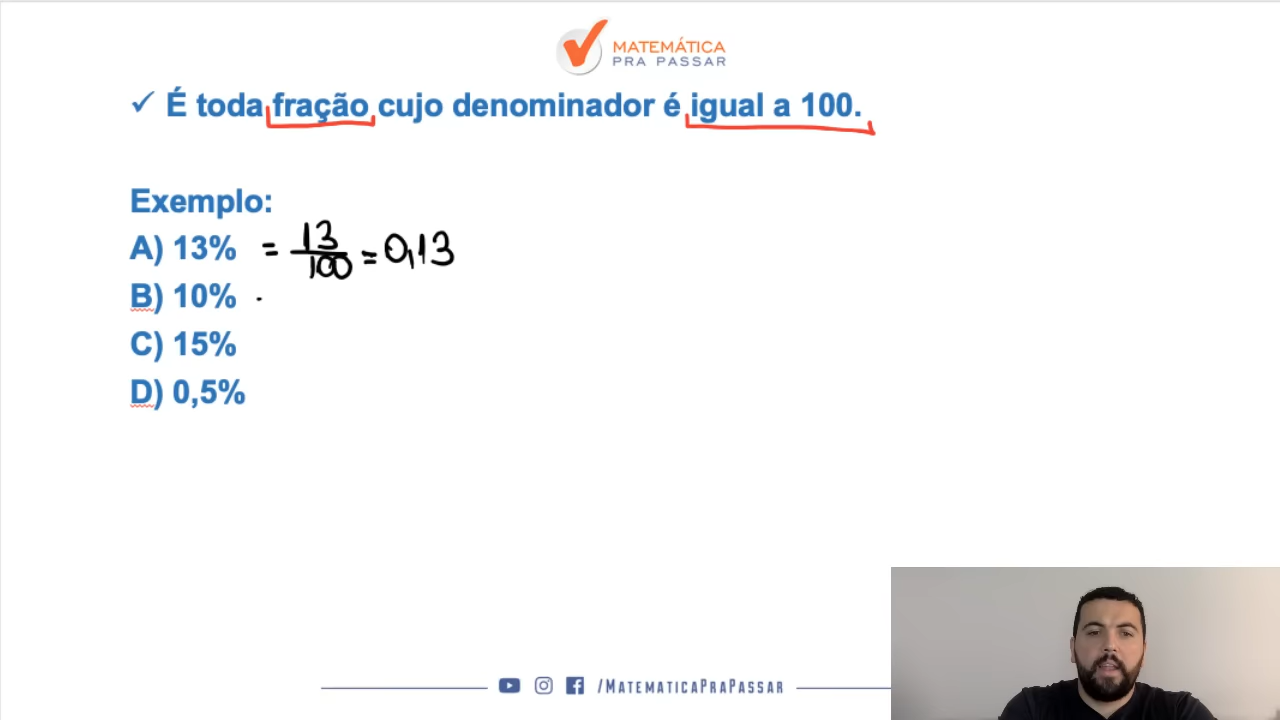 MATEMÁTICA
PRA PASSAR
✓ É toda fração cujo denominador é igual a 100.
Exemplo:
A) 13% = 13/100 = 0,13
B) 10%
C) 15%
D) 0,5%
/MATEMATICAPRAPASSAR